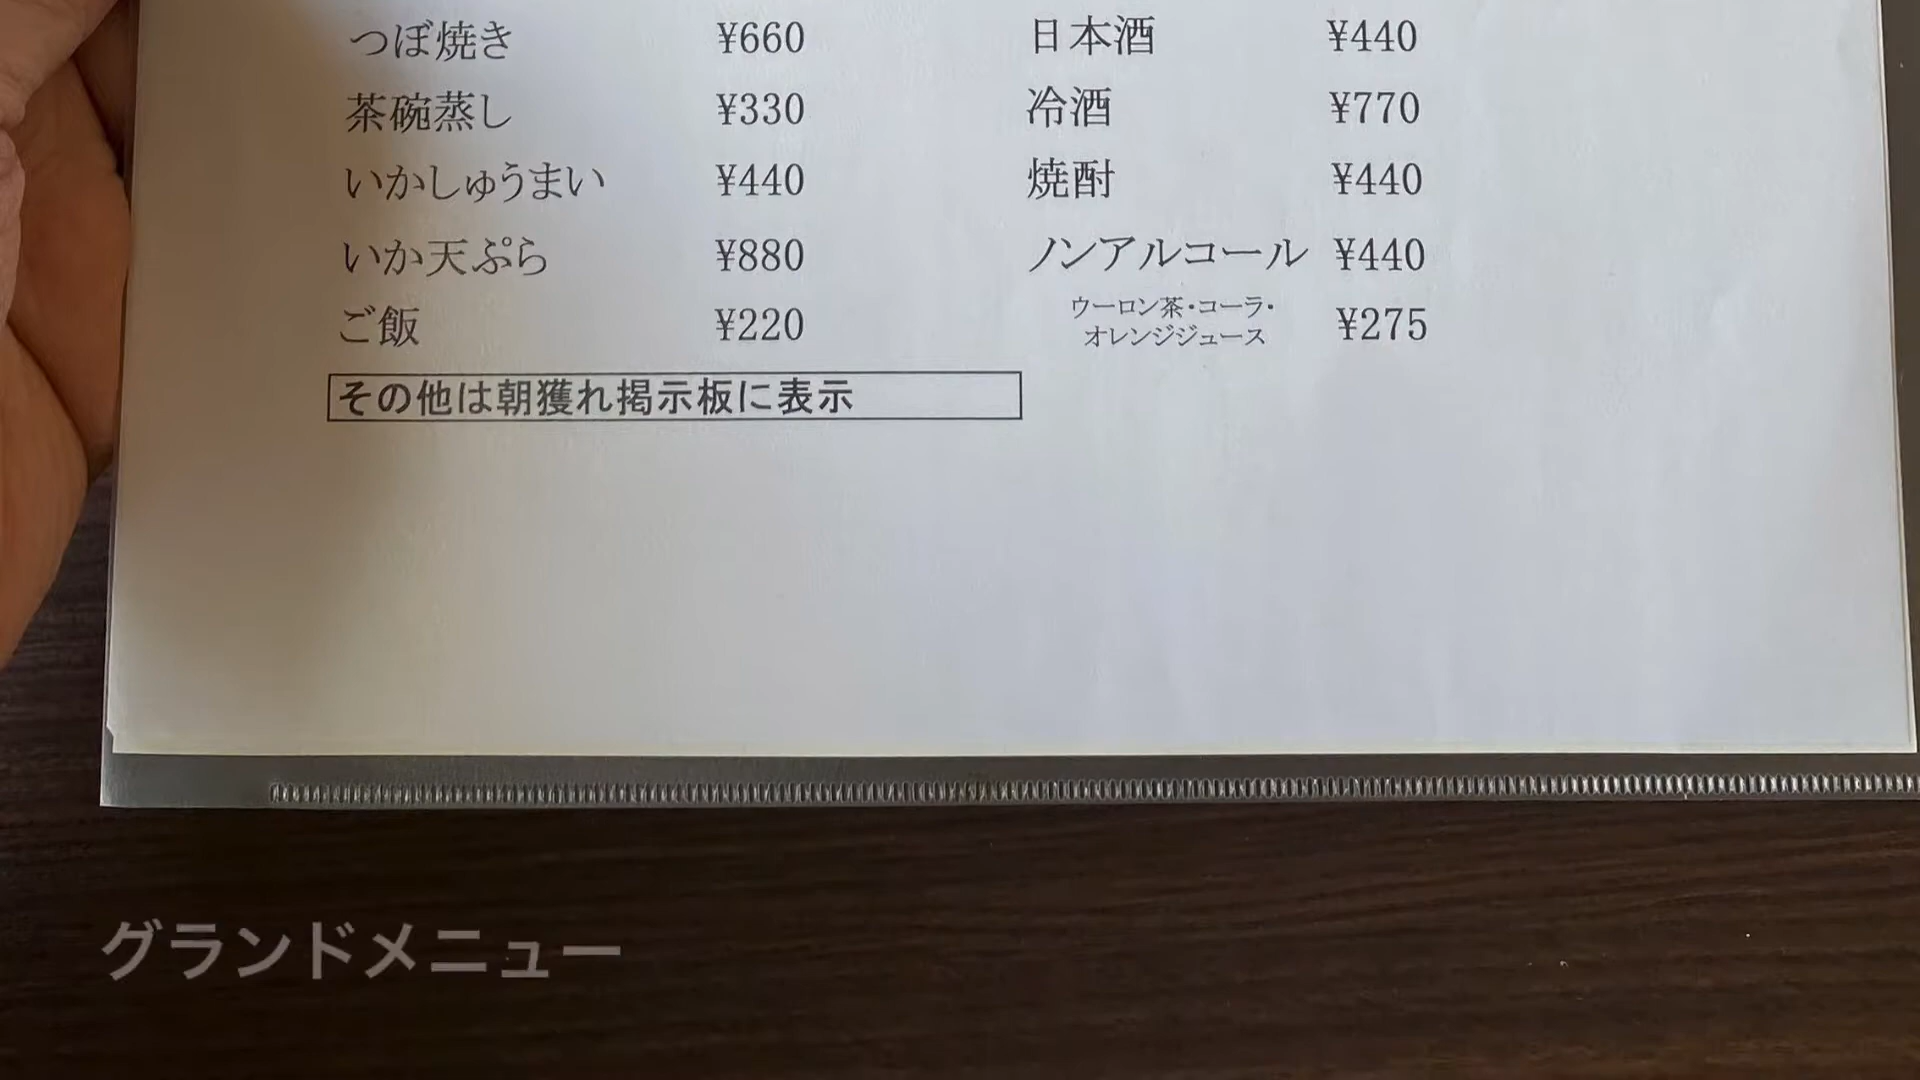 つぼ焼き ¥660
茶碗蒸し ¥330
いかしゅうまい ¥440
いか天ぷら ¥880
ご飯 ¥220
その他は朝獲れ掲示板に表示
日本酒 ¥440
冷酒 ¥770
焼酎 ¥440
ノンアルコール ¥440
ウーロン茶・コーラ・
オレンジジュース ¥275
グランドメニュー